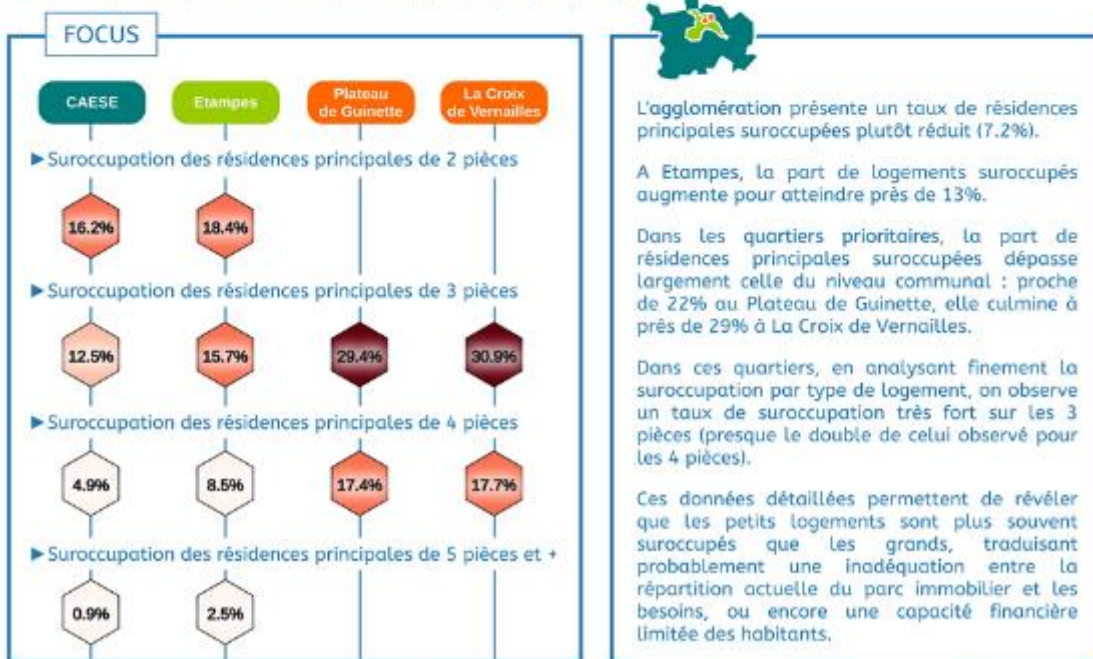 FOCUS
CAESE
Etampes
Plateau
de Guinette
La Croix
de Vernailles
►Suroccupation des résidences principales de 2 pièces
16.2%
18.4%
►Suroccupation des résidences principales de 3 pièces
12.5%
15.7%
29.4%
30.9%
►Suroccupation des résidences principales de 4 pièces
4.9%
8.5%
17.4%
17.7%
►Suroccupation des résidences principales de 5 pièces et +
0.9%
2.5%
L'agglomération présente un taux de résidences
principales suroccupées plutôt réduit (7.2%).
A Etampes, la part de logements suroccupés
augmente pour atteindre près de 13%.
Dans les quartiers prioritaires, la part de
résidences principales suroccupées dépasse
largement celle du niveau communal : proche
de 22% au Plateau de Guinette, elle culmine à
près de 29% à La Croix de Vernailles.
Dans ces quartiers, en analysant finement la
suroccupation par type de logement, on observe
un taux de suroccupation très fort sur les 3
pièces (presque le double de celui observé pour
les 4 pièces).
Ces données détaillées permettent de révéler
que les petits logements sont plus souvent
suroccupés que les grands, traduisant
probablement une inadéquation entre la
répartition actuelle du parc immobilier et les
besoins, ou encore une capacité financière
limitée des habitants.